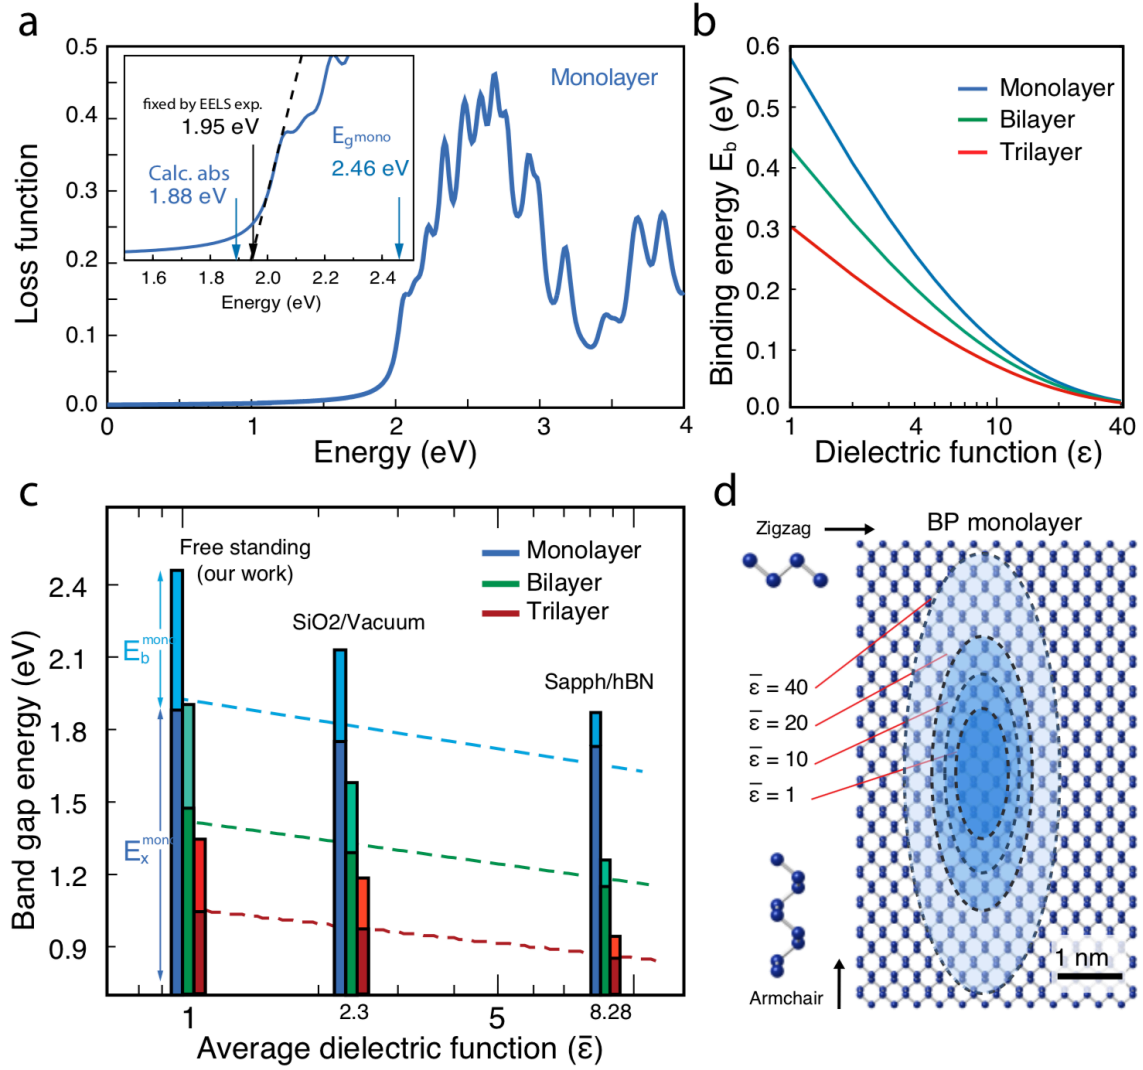 a
Loss function
0.5
0.4
0.3
0.2
0.1
0.0
Monolayer
fixed by EELS exp.
1.95 eV
Calc. abs
1.88 eV
Egmono
2.46 eV
1.6 1.8 2.0 2.2 2.4
Energy (eV)
0 1 2 3 4
Energy (eV)
b
Binding energy Eb (eV)
0.6
0.5
0.4
0.3
0.2
0.1
0.0
Monolayer
Bilayer
Trilayer
1 4 10 40
Dielectric function (ε)
c
Band gap energy (eV)
2.4
2.1
1.8
1.5
1.2
0.9
Free standing
(our work)
SiO2/Vacuum
Sapph/hBN
Monolayer
Bilayer
Trilayer
Eb mono
Ex mono
1 2.3 5 8.28
Average dielectric function (ε̅)
d
Zigzag
BP monolayer
ε̅ = 40
ε̅ = 20
ε̅ = 10
ε̅ = 1
Armchair
1 nm